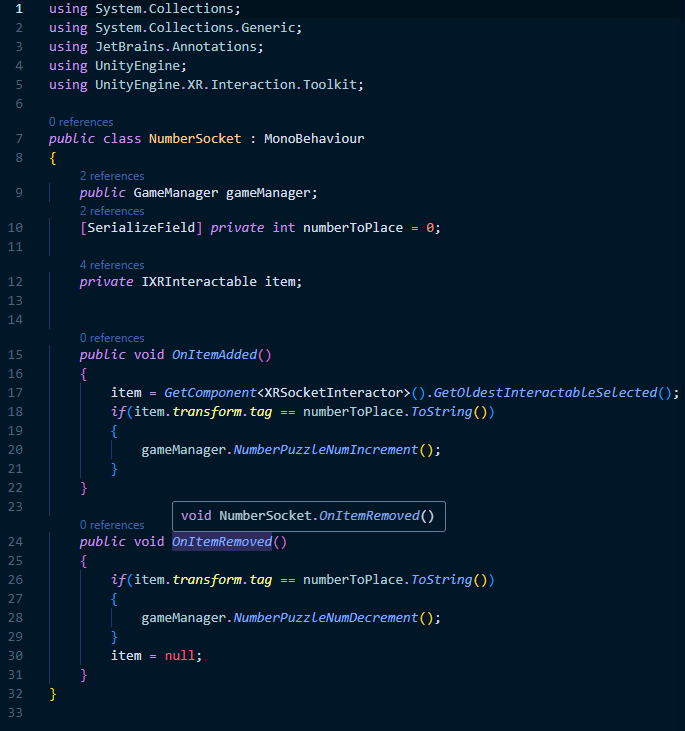 1 using System.Collections;
2 using System.Collections.Generic;
3 using JetBrains.Annotations;
4 using UnityEngine;
5 using UnityEngine.XR.Interaction.Toolkit;
6
0 references
7 public class NumberSocket : MonoBehaviour
8 {
2 references
9 public GameManager gameManager;
2 references
10 [SerializeField] private int numberToPlace = 0;
11
4 references
12 private IXRInteractable item;
13
14
0 references
15 public void OnItemAdded()
16 {
17 item = GetComponent<XRSocketInteractor>().GetOldestInteractableSelected();
18 if(item.transform.tag == numberToPlace.ToString())
19 {
20 gameManager.NumberPuzzleNumIncrement();
21 }
22 }
23
void NumberSocket.OnItemRemoved()
0 references
24 public void OnItemRemoved()
25 {
26 if(item.transform.tag == numberToPlace.ToString())
27 {
28 gameManager.NumberPuzzleNumDecrement();
29 }
30 item = null;
31 }
32 }
33